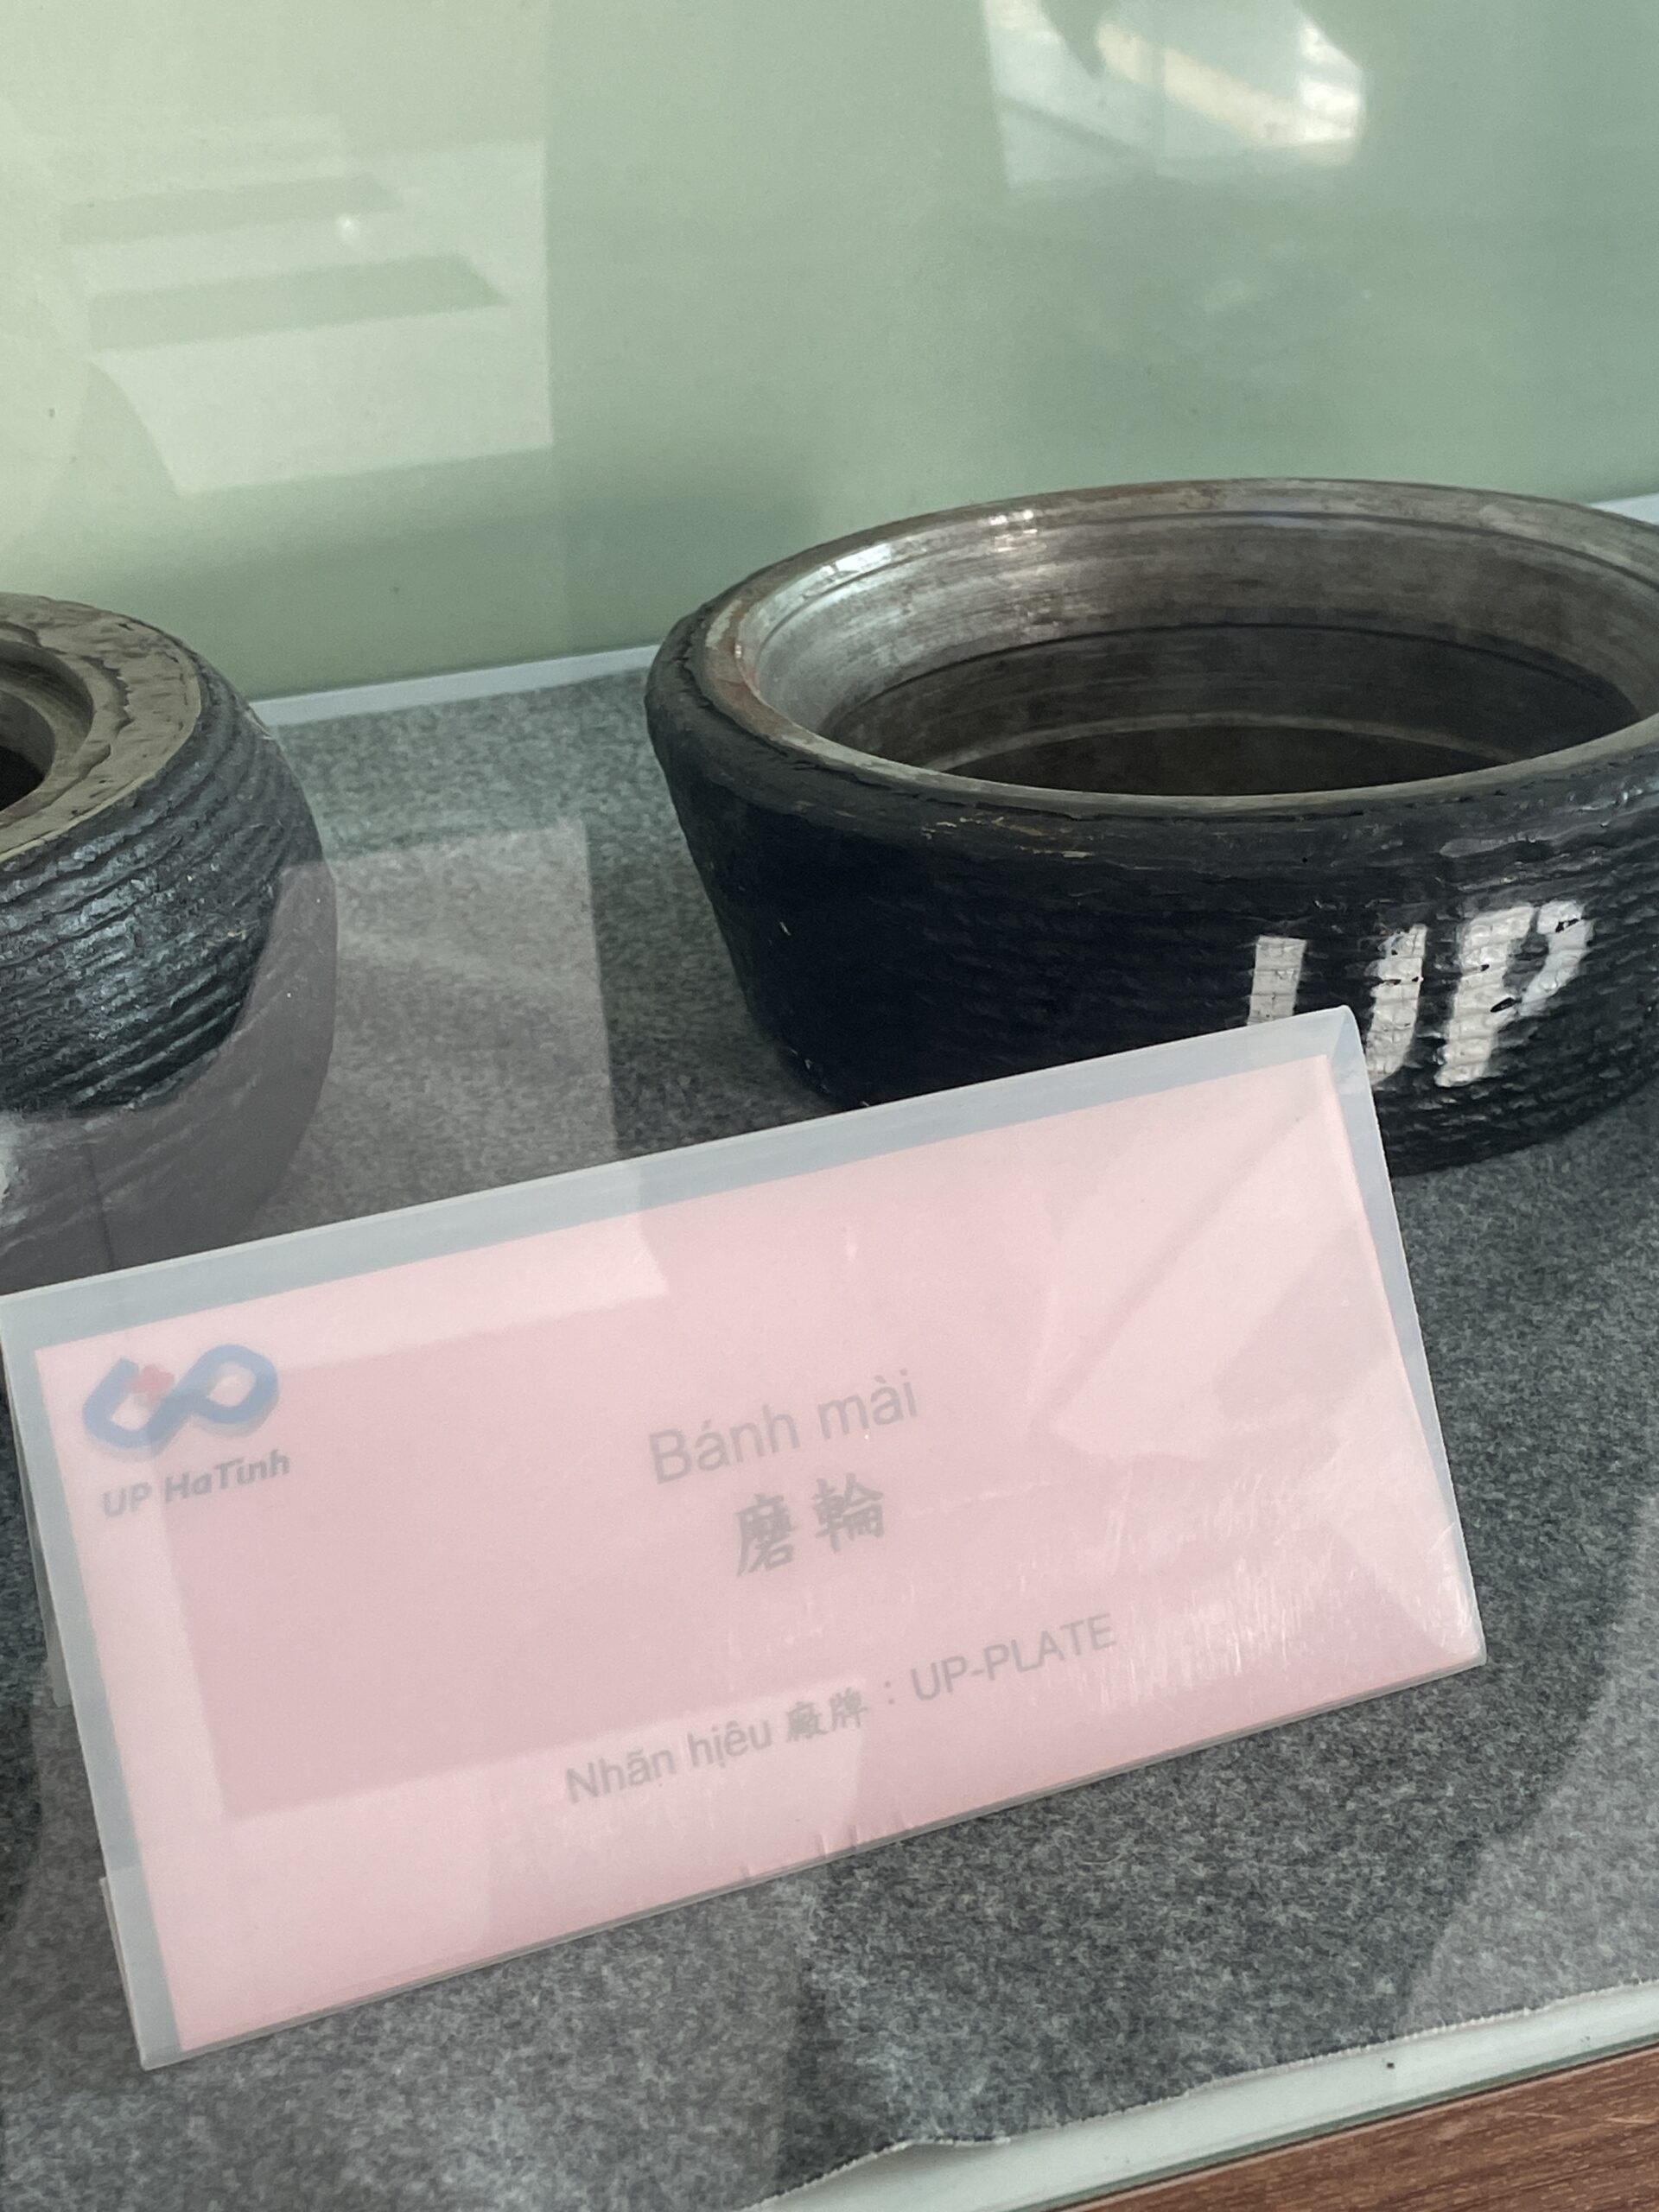 UP
UP HaTinh
Bánh mài
磨輪
Nhãn hiệu 廠牌：UP-PLATE